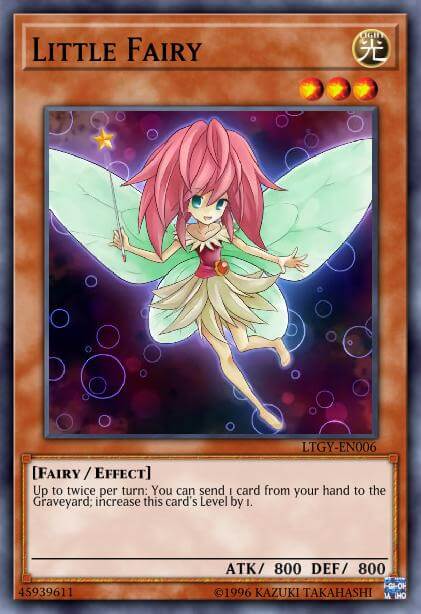 Little Fairy
LIGHT
光
LTGY-EN006
[Fairy / Effect]
Up to twice per turn: You can send 1 card from your hand to the
Graveyard; increase this card's Level by 1.
ATK/ 800 DEF/ 800
45939611
©1996 KAZUKI TAKAHASHI